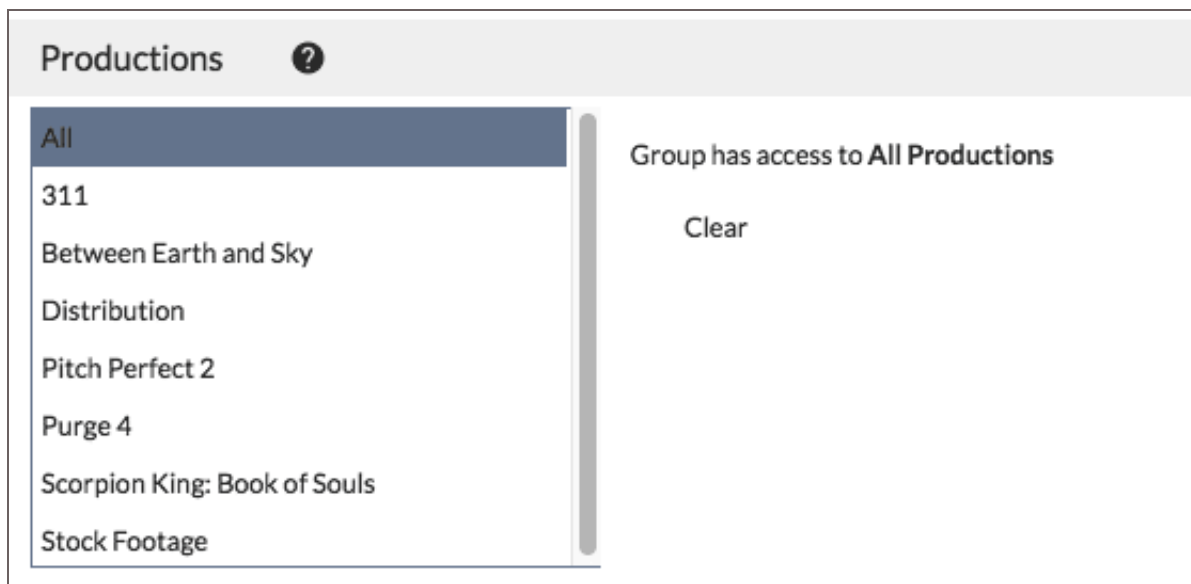 Productions ?
All
311
Between Earth and Sky
Distribution
Pitch Perfect 2
Purge 4
Scorpion King: Book of Souls
Stock Footage
Group has access to All Productions
Clear